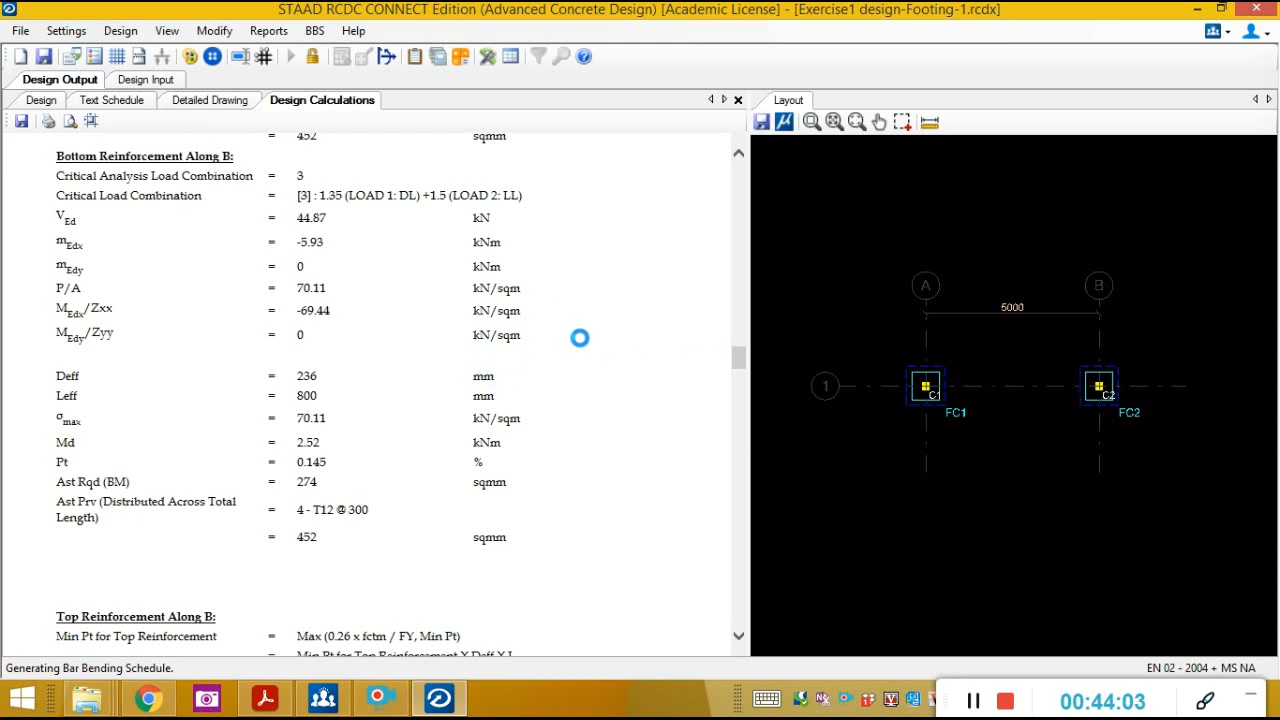 STAAD RCDC CONNECT Edition (Advanced Concrete Design) [Academic License] - [Exercise1 design-Footing-1.rcdx]
File Settings Design View Modify Reports BBS Help
Design Output Design Input
Design Text Schedule Detailed Drawing Design Calculations
Layout
= 452 sqmm
Bottom Reinforcement Along B:
Critical Analysis Load Combination = 3
Critical Load Combination = [3] : 1.35 (LOAD 1: DL) +1.5 (LOAD 2: LL)
VEd = 44.87 kN
mEdx = -5.93 kNm
mEdy = 0 kNm
P/A = 70.11 kN/sqm
MEdx/Zxx = -69.44 kN/sqm
MEdy/Zyy = 0 kN/sqm
Deff = 236 mm
Leff = 800 mm
σmax = 70.11 kN/sqm
Md = 2.52 kNm
Pt = 0.145 %
Ast Rqd (BM) = 274 sqmm
Ast Prv (Distributed Across Total
Length) = 4 - T12 @ 300
= 452 sqmm
Top Reinforcement Along B:
Min Pt for Top Reinforcement = Max (0.26 x fctm / FY, Min Pt)
= Min Pt for Top Reinforcement X Deff X L
A B
5000
1
C1 C2
FC1 FC2
Generating Bar Bending Schedule.
EN 02 - 2004 + MS NA
00:44:03